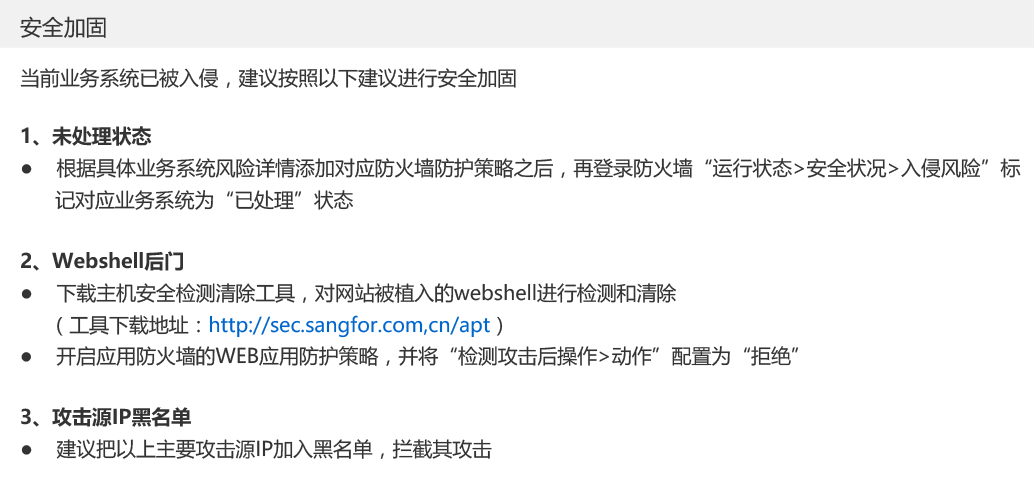 安全加固
当前业务系统已被入侵，建议按照以下建议进行安全加固
1、未处理状态
● 根据具体业务系统风险详情添加对应防火墙防护策略之后，再登录防火墙“运行状态>安全状况>入侵风险”标
记对应业务系统为“已处理”状态
2、Webshell后门
● 下载主机安全检测清除工具，对网站被植入的webshell进行检测和清除
（工具下载地址：http://sec.sangfor.com,cn/apt）
● 开启应用防火墙的WEB应用防护策略，并将“检测攻击后操作>动作”配置为“拒绝”
3、攻击源IP黑名单
● 建议把以上主要攻击源IP加入黑名单，拦截其攻击